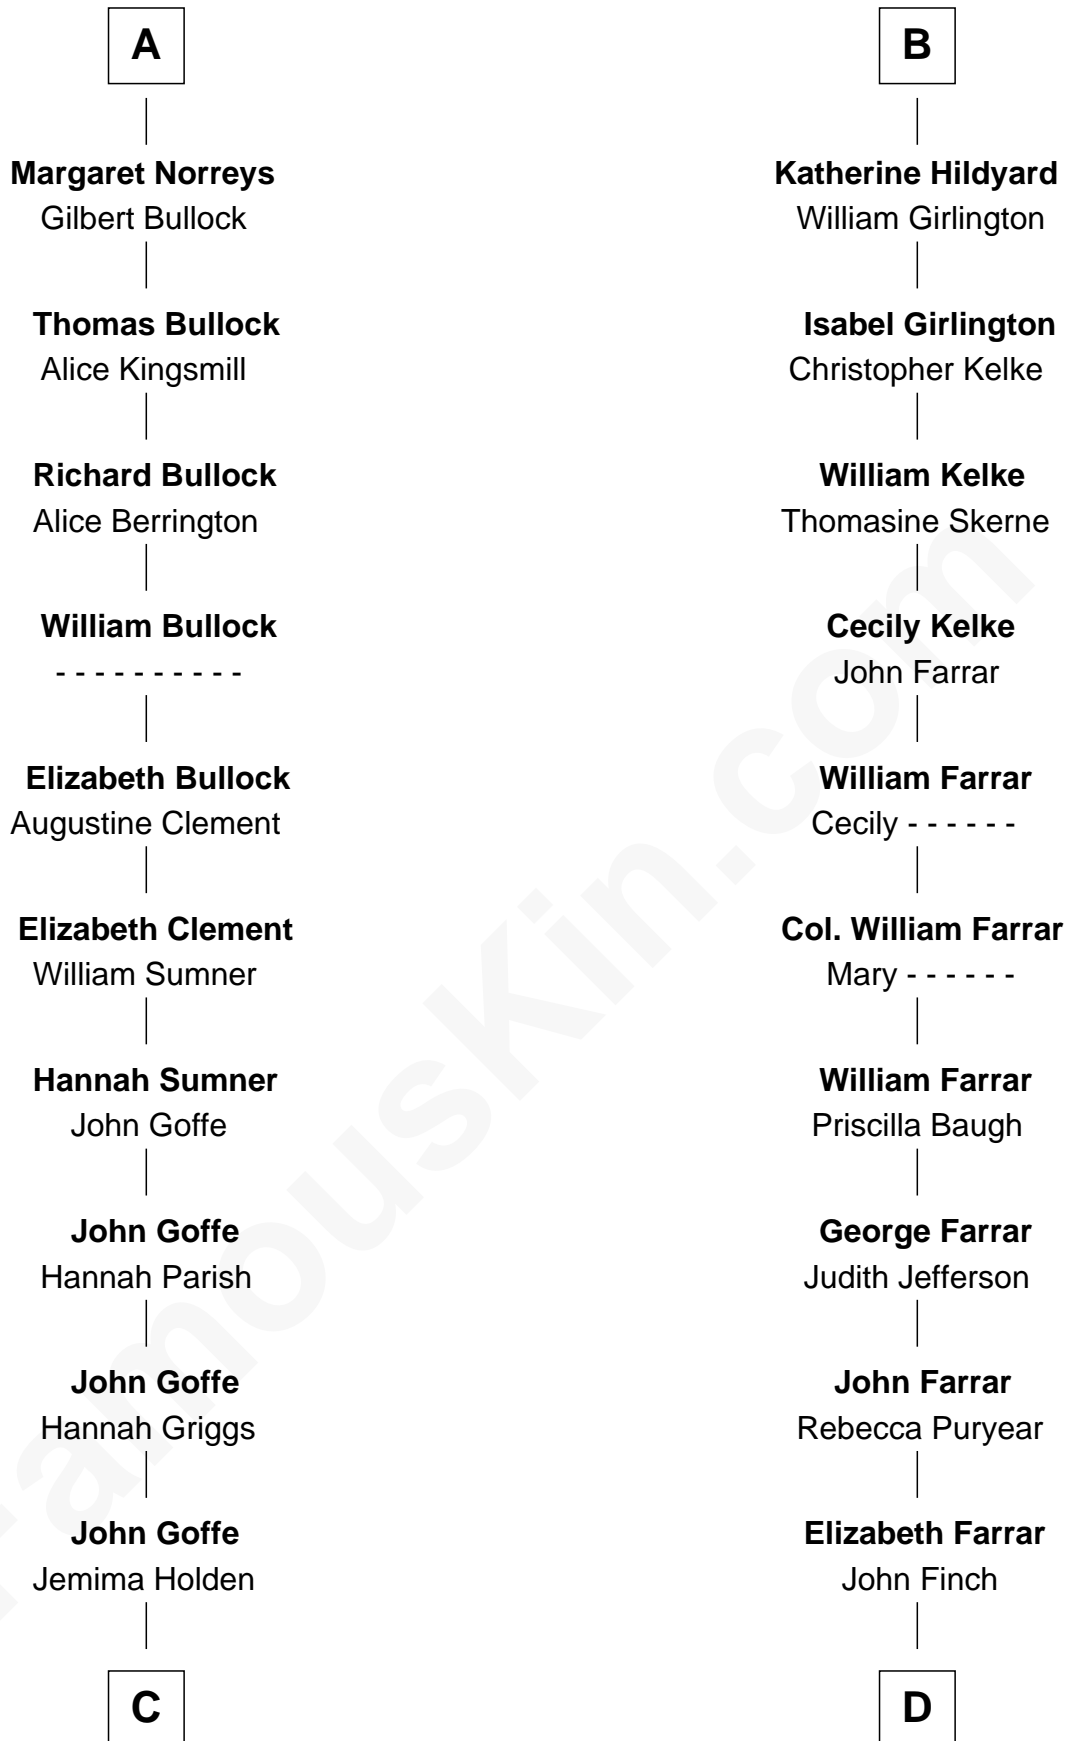 A
Margaret Norreys
Gilbert Bullock
Thomas Bullock
Alice Kingsmill
Richard Bullock
Alice Berrington
William Bullock
- - - - - - - - - -
Elizabeth Bullock
Augustine Clement
Elizabeth Clement
William Sumner
Hannah Sumner
John Goffe
John Goffe
Hannah Parish
John Goffe
Hannah Griggs
John Goffe
Jemima Holden
C
B
Katherine Hildyard
William Girlington
Isabel Girlington
Christopher Kelke
William Kelke
Thomasine Skerne
Cecily Kelke
John Farrar
William Farrar
Cecily - - - - - -
Col. William Farrar
Mary - - - - - -
William Farrar
Priscilla Baugh
George Farrar
Judith Jefferson
John Farrar
Rebecca Puryear
Elizabeth Farrar
John Finch
D
FamousKin.com